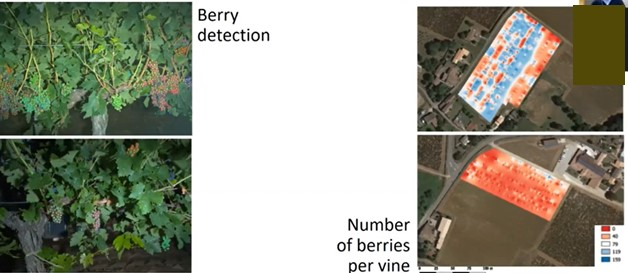 Berry
detection
Number
of berries
per vine
0
40
79
119
159